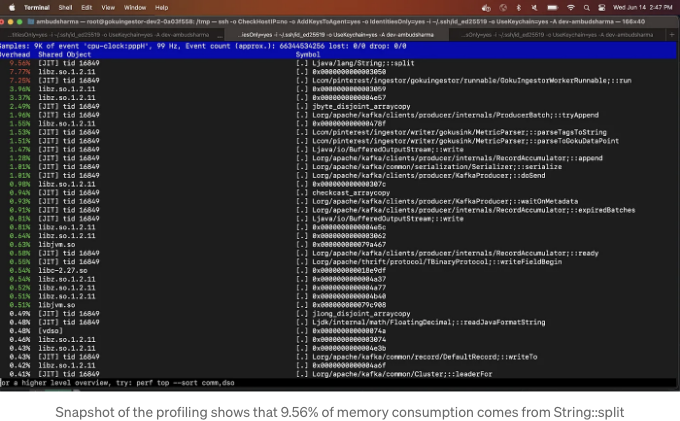 Terminal Shell Edit View Window Help Wed Jun 14 2:47 PM
ambudsharma — root@gokuingestor-dev2-0a03f558: /tmp — ssh -o CheckHostIP=no -o AddKeysToAgent=yes -o IdentitiesOnly=yes -i ~/.ssh/id_ed25519 -o UseKeychain=yes -A dev-ambudsharma — 166×40
...titiesOnly=yes -i ~/.ssh/id_ed25519 -o UseKeychain=yes -A dev-ambudsharma ...iesOnly=yes -i ~/.ssh/id_ed25519 -o UseKeychain=yes -A dev-ambudsharma ...sOnly=yes -i ~/.ssh/id_ed25519 -o UseKeychain=yes -A dev-ambudsharma
Samples: 9K of event 'cpu-clock:pppH', 99 Hz, Event count (approx.): 66344534256 lost: 0/0 drop: 0/0
Overhead Shared Object Symbol
9.56% [JIT] tid 16849 [.] Ljava/lang/String;::split
7.77% libz.so.1.2.11 [.] 0x0000000000003050
7.25% [JIT] tid 16849 [.] Lcom/pinterest/ingestor/gokuingestor/runnable/GokuIngestorWorkerRunnable;::run
3.96% libz.so.1.2.11 [.] 0x0000000000003059
3.37% libz.so.1.2.11 [.] 0x0000000000004e57
2.49% [JIT] tid 16849 [.] jbyte_disjoint_arraycopy
1.96% [JIT] tid 16849 [.] Lorg/apache/kafka/clients/producer/internals/ProducerBatch;::tryAppend
1.55% libz.so.1.2.11 [.] 0x000000000000478f
1.53% [JIT] tid 16849 [.] Lcom/pinterest/ingestor/writer/gokusink/MetricParser;::parseTagsToString
1.51% [JIT] tid 16849 [.] Lcom/pinterest/ingestor/writer/gokusink/MetricParser;::parseToGokuDataPoint
1.47% [JIT] tid 16849 [.] Ljava/io/BufferedOutputStream;::write
1.28% [JIT] tid 16849 [.] Lorg/apache/kafka/clients/producer/internals/RecordAccumulator;::append
1.01% [JIT] tid 16849 [.] Lorg/apache/kafka/common/serialization/Serializer;::serialize
1.01% [JIT] tid 16849 [.] Lorg/apache/kafka/clients/producer/KafkaProducer;::doSend
0.98% libz.so.1.2.11 [.] 0x000000000000307c
0.94% [JIT] tid 16849 [.] checkcast_arraycopy
0.93% [JIT] tid 16849 [.] Lorg/apache/kafka/clients/producer/KafkaProducer;::waitOnMetadata
0.91% [JIT] tid 16849 [.] Lorg/apache/kafka/clients/producer/internals/RecordAccumulator;::expiredBatches
0.81% [JIT] tid 16849 [.] Ljava/io/BufferedOutputStream;::write
0.81% libz.so.1.2.11 [.] 0x0000000000004e5c
0.64% libz.so.1.2.11 [.] 0x0000000000003062
0.63% libjvm.so [.] 0x000000000079a467
0.58% [JIT] tid 16849 [.] Lorg/apache/kafka/clients/producer/internals/RecordAccumulator;::ready
0.55% [JIT] tid 16849 [.] Lorg/apache/thrift/protocol/TBinaryProtocol;::writeFieldBegin
0.54% libc-2.27.so [.] 0x000000000018e9df
0.54% libz.so.1.2.11 [.] 0x0000000000004a37
0.52% libz.so.1.2.11 [.] 0x0000000000004a77
0.51% libz.so.1.2.11 [.] 0x0000000000004b40
0.51% libjvm.so [.] 0x000000000079c908
0.49% [JIT] tid 16849 [.] jlong_disjoint_arraycopy
0.48% [JIT] tid 16849 [.] Ljdk/internal/math/FloatingDecimal;::readJavaFormatString
0.48% [vdso] [.] 0x000000000000074a
0.46% libz.so.1.2.11 [.] 0x0000000000003074
0.43% libz.so.1.2.11 [.] 0x0000000000004e3b
0.43% [JIT] tid 16849 [.] Lorg/apache/kafka/common/record/DefaultRecord;::writeTo
0.42% libz.so.1.2.11 [.] 0x0000000000004a6f
0.41% [JIT] tid 16849 [.] Lorg/apache/kafka/common/Cluster;::leaderFor
or a higher level overview, try: perf top --sort comm,dso
Snapshot of the profiling shows that 9.56% of memory consumption comes from String::split